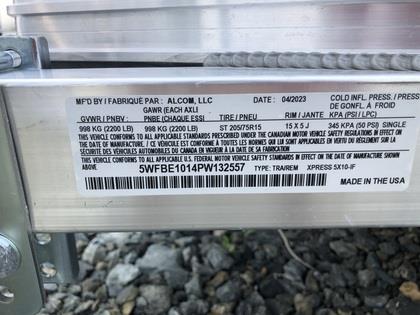 MF'D BY / FABRIQUÉ PAR : ALCOM, LLC DATE : 04/2023 COLD INFL. PRESS / PRESS
GAWR (EACH AXLE DE GONFL. À FROID
GVWR / PNBV : PNBE (CHAQUE ESSI TIRE / PNEU RIM / JANTE KPA (PSI / LPC)
998 KG (2200 LB) 998 KG (2200 LB) ST 205/75R15 15 X 5 J 345 KPA (50 PSI) SINGLE
THIS VEHICLE CONFORMS TO ALL APPLICABLE STANDARDS PRESCRIBED UNDER THE CANADIAN MOTOR VEHICLE SAFETY REGULATIONS IN EFFECT ON
THE DATE OF MANUFACTURE / CE VÉHICULE EST CONFORME À TOUTES LES NORMES QUI LUI SONT APPLICABLES EN VERTU DU RÈGLEMENT SUR LA
SÉCURITÉ DES VÉHICULES AUTOMOBILES DU CANADA EN VIGUEUR À LA DATE DE SA FABRICATION
THIS VEHICLE CONFORMS TO ALL APPLICABLE U.S. FEDERAL MOTOR VEHICLE SAFETY STANDARDS IN EFFECT ON THE DATE OF MANUFACTURE SHOWN
ABOVE
5WFBE1014PW132557 TYPE: TRA/REM XPRESS 5X10-IF
MADE IN THE USA